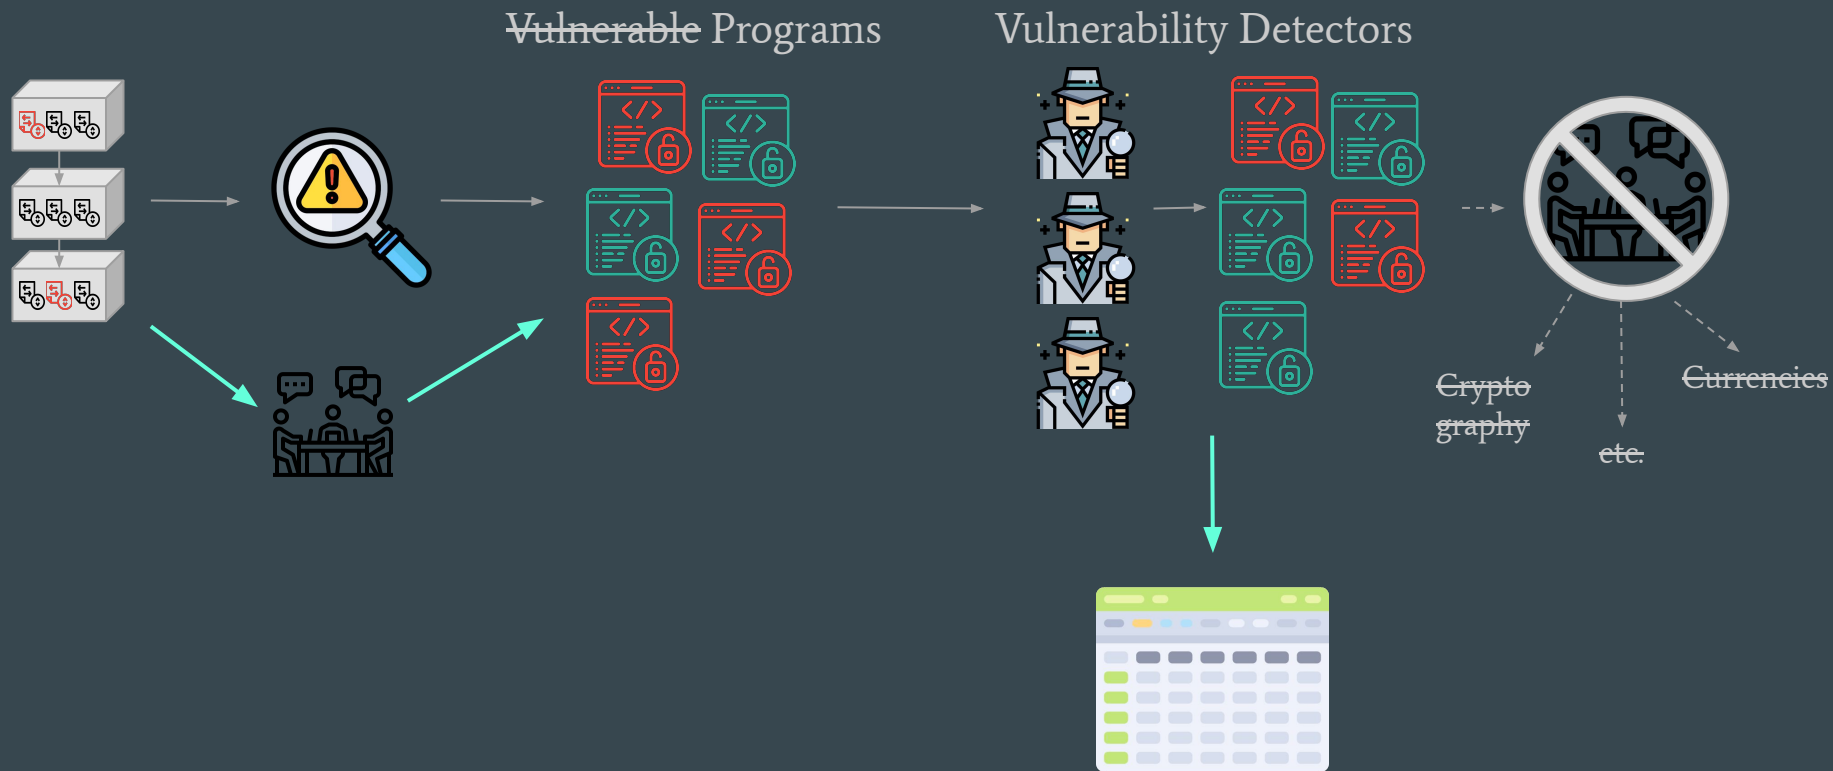 Vulnerable Programs
Vulnerability Detectors
Crypto
graphy
etc.
Currencies